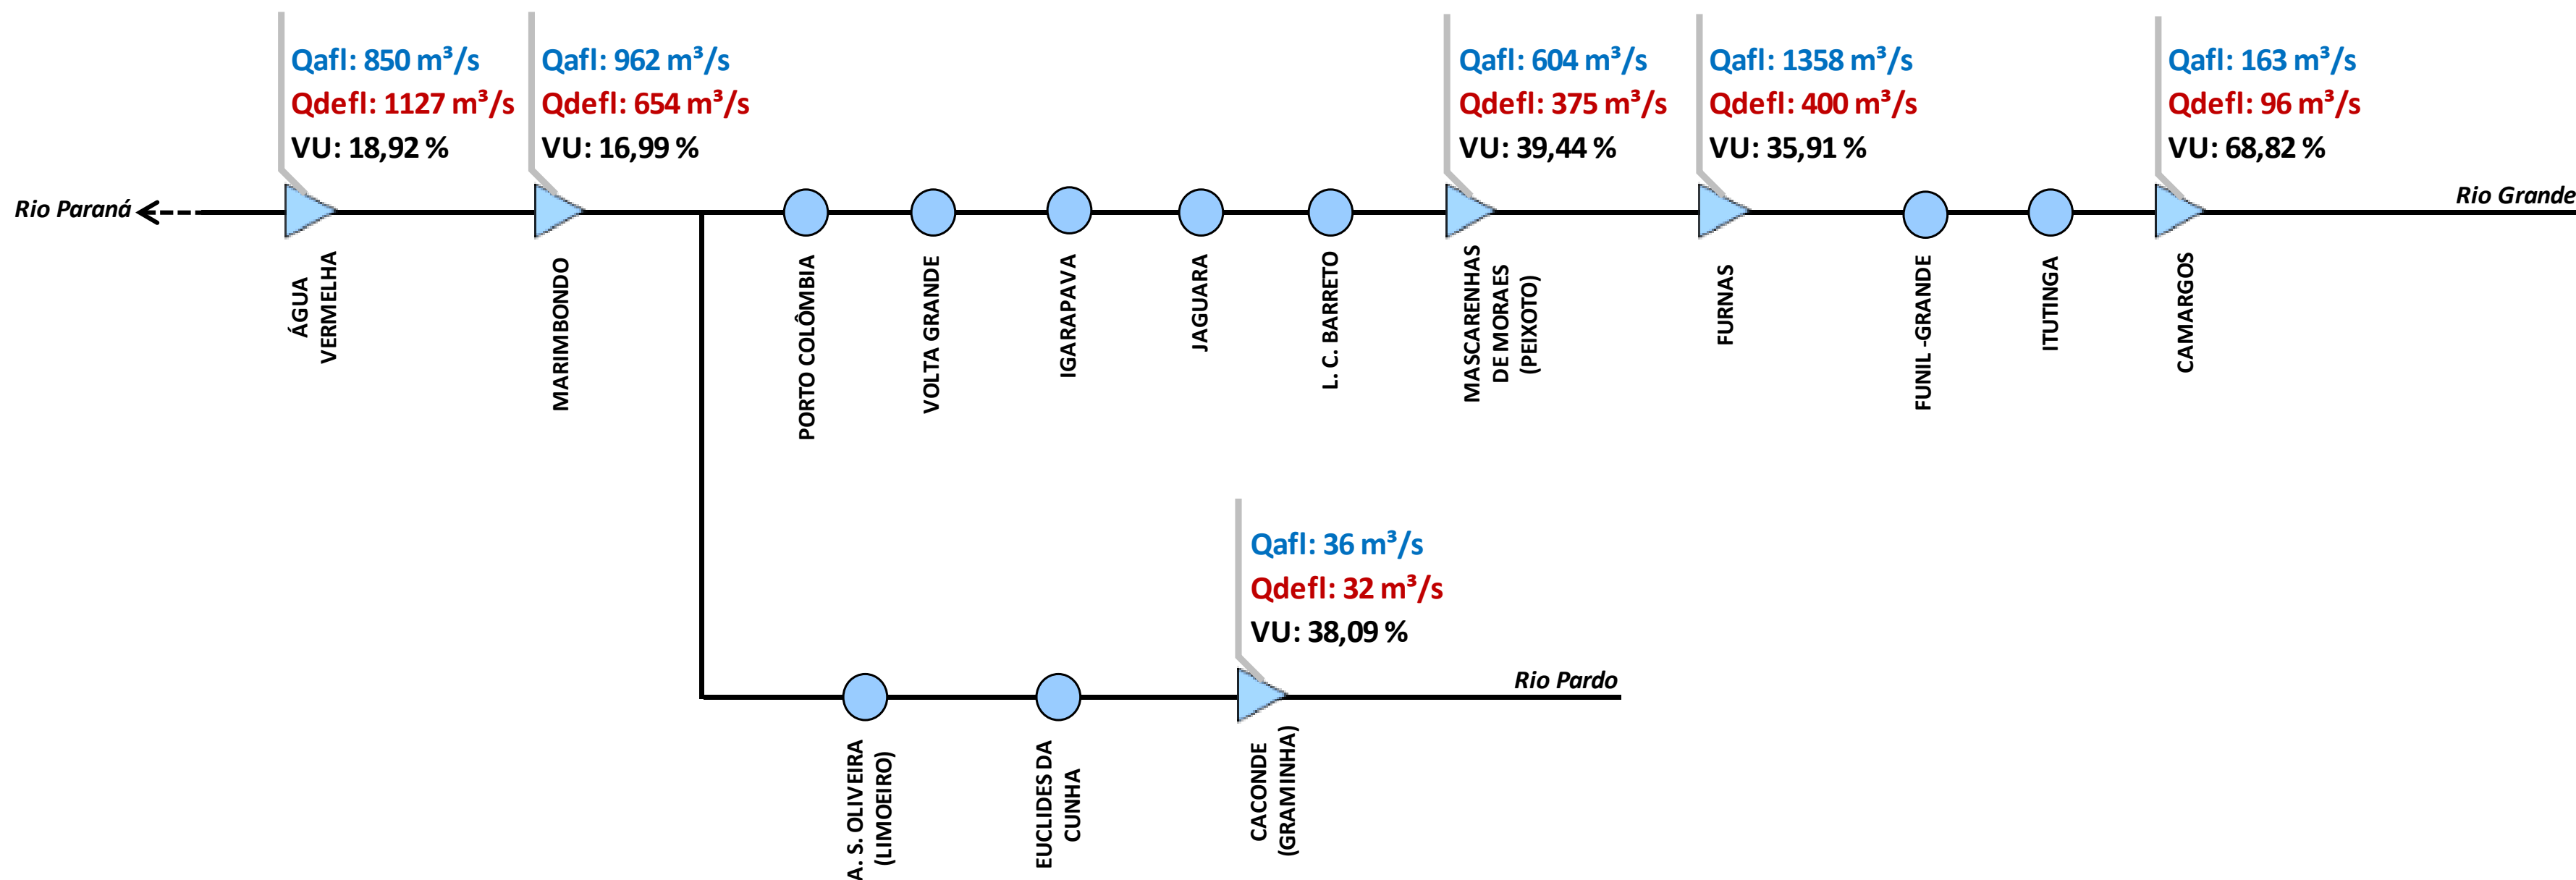 Qafl: 850 m³/s
Qdefl: 1127 m³/s
VU: 18,92 %
Qafl: 962 m³/s
Qdefl: 654 m³/s
VU: 16,99 %
Qafl: 604 m³/s
Qdefl: 375 m³/s
VU: 39,44 %
Qafl: 1358 m³/s
Qdefl: 400 m³/s
VU: 35,91 %
Qafl: 163 m³/s
Qdefl: 96 m³/s
VU: 68,82 %
Rio Paraná
Rio Grande
ÁGUA
VERMELHA
MARIMBONDO
PORTO COLÔMBIA
VOLTA GRANDE
IGARAPAVA
JAGUARA
L. C. BARRETO
MASCARENHAS
DE MORAES
(PEIXOTO)
FURNAS
FUNIL -GRANDE
ITUTINGA
CAMARGOS
Qafl: 36 m³/s
Qdefl: 32 m³/s
VU: 38,09 %
Rio Pardo
A. S. OLIVEIRA
(LIMOEIRO)
EUCLIDES DA
CUNHA
CACONDE
(GRAMINHA)